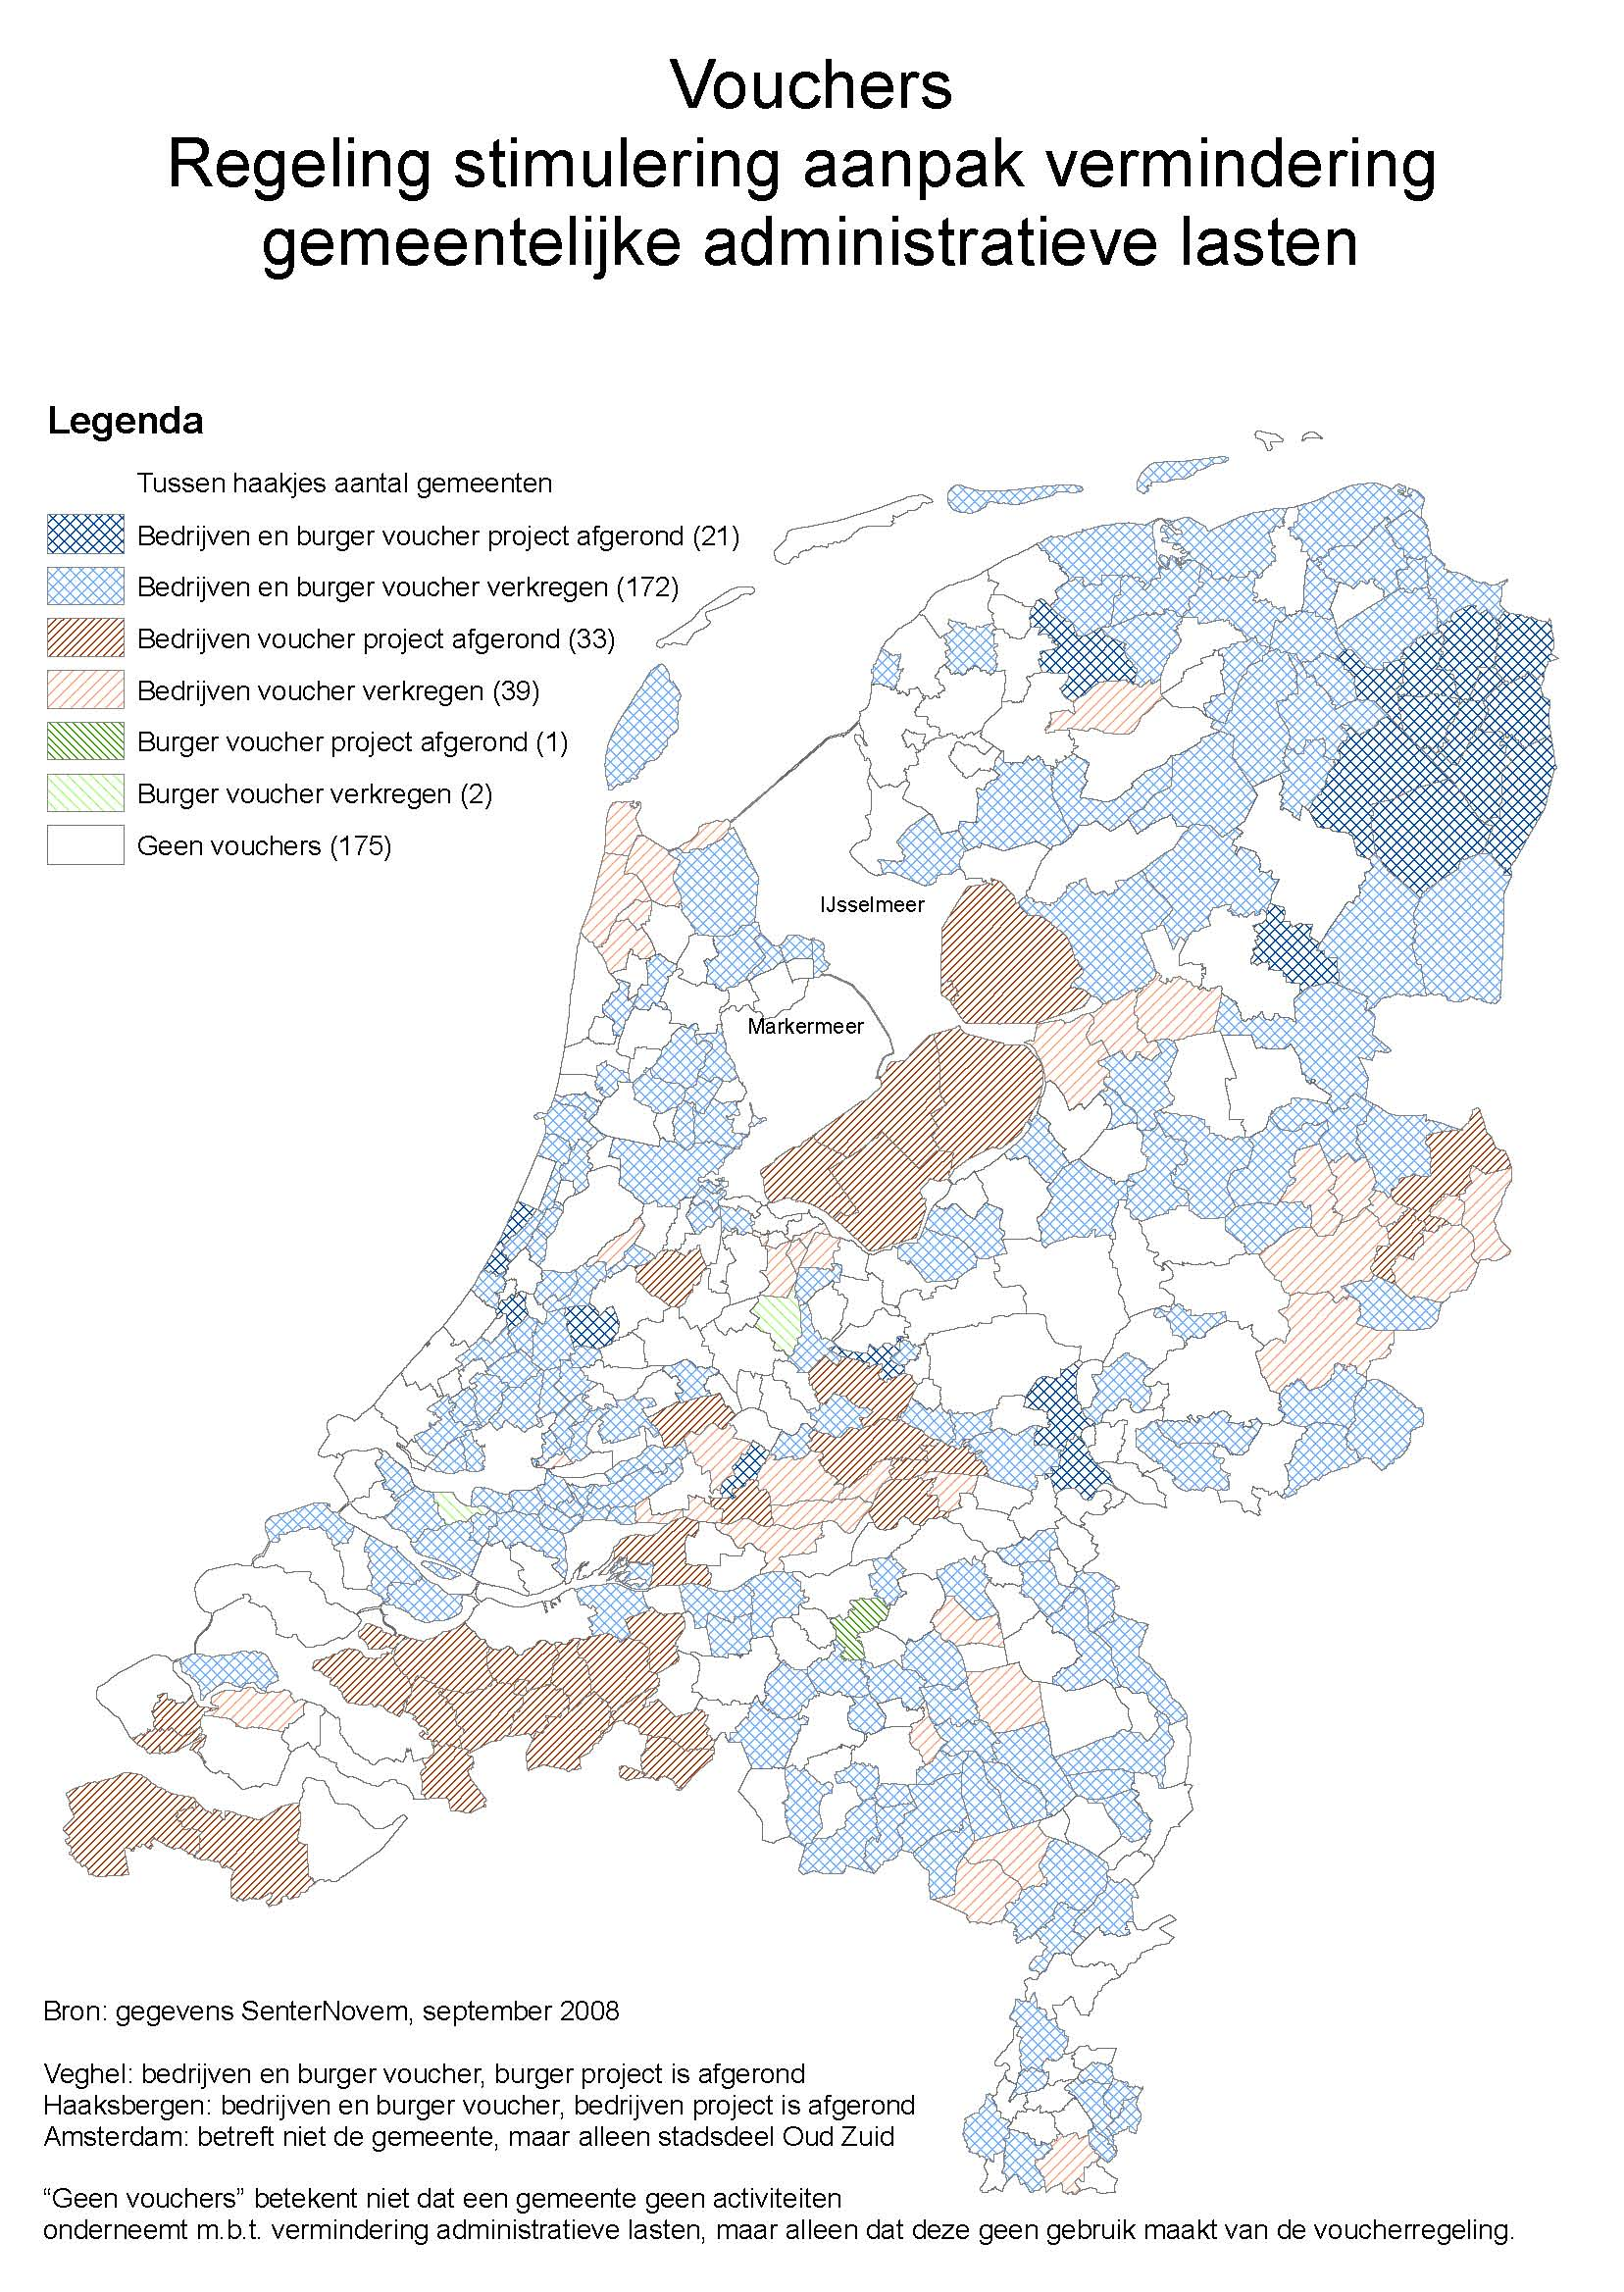 Vouchers
Regeling stimulering aanpak vermindering
gemeentelijke administratieve lasten
Legenda
Tussen haakjes aantal gemeenten
Bedrijven en burger voucher project afgerond (21)
Bedrijven en burger voucher verkregen (172)
Bedrijven voucher project afgerond (33)
Bedrijven voucher verkregen (39)
Burger voucher project afgerond (1)
Burger voucher verkregen (2)
Geen vouchers (175)
IJsselmeer
Markermeer
Bron: gegevens SenterNovem, september 2008
Veghel: bedrijven en burger voucher, burger project is afgerond
Haaksbergen: bedrijven en burger voucher, bedrijven project is afgerond
Amsterdam: betreft niet de gemeente, maar alleen stadsdeel Oud Zuid
“Geen vouchers” betekent niet dat een gemeente geen activiteiten
onderneemt m.b.t. vermindering administratieve lasten, maar alleen dat deze geen gebruik maakt van de voucherregeling.